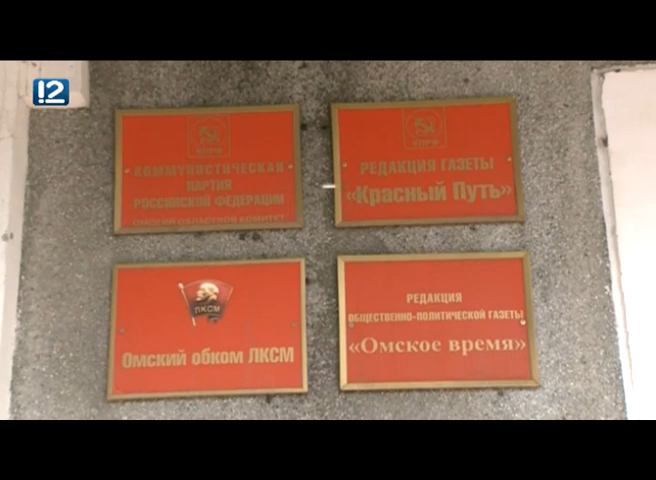 12
КПРФ
КОММУНИСТИЧЕСКАЯ
ПАРТИЯ
РОССИЙСКОЙ ФЕДЕРАЦИИ
ОМСКИЙ ОБЛАСТНОЙ КОМИТЕТ
КПРФ
РЕДАКЦИЯ ГАЗЕТЫ
«Красный Путь»
ЛКСМ
Омский обком ЛКСМ
РЕДАКЦИЯ
ОБЩЕСТВЕННО-ПОЛИТИЧЕСКОЙ ГАЗЕТЫ
«Омское время»